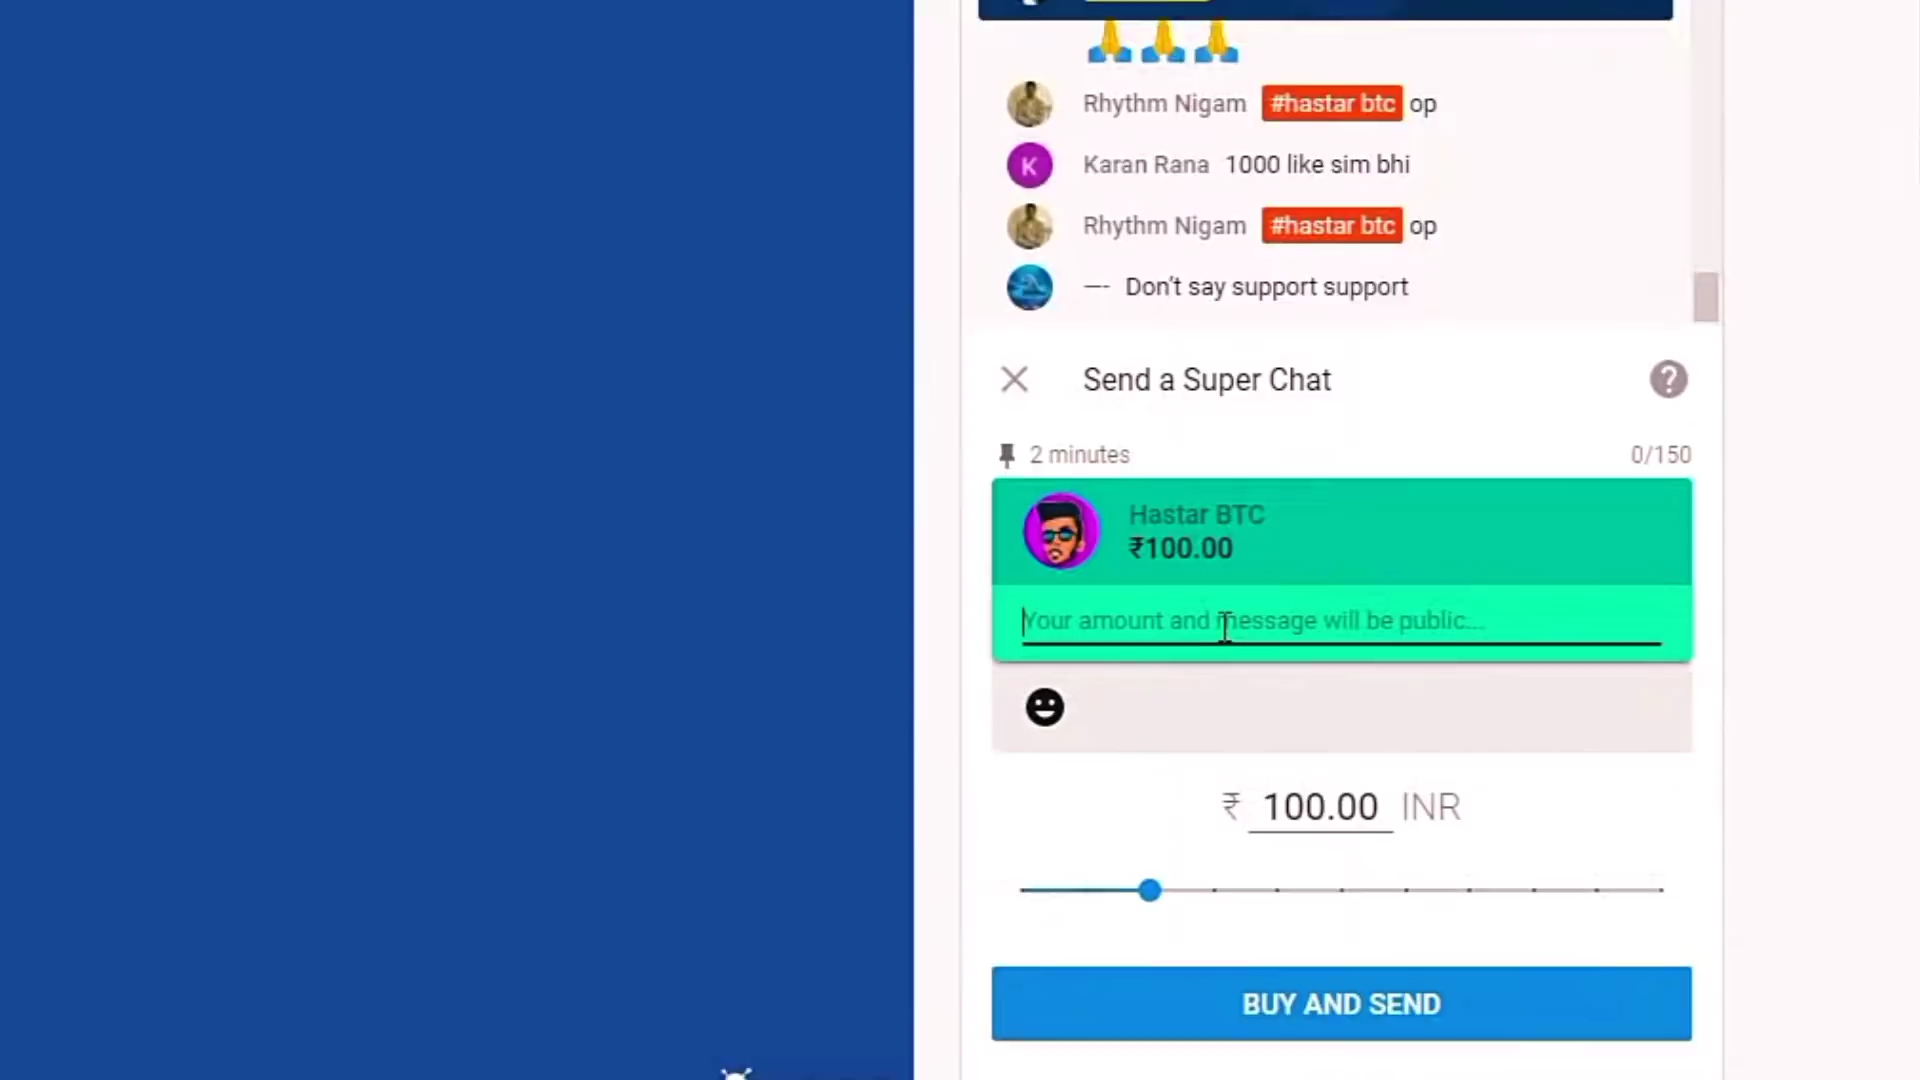 Rhythm Nigam #hastar btc op
Karan Rana 1000 like sim bhi
K
Rhythm Nigam #hastar btc op
—- Don't say support support
Send a Super Chat
2 minutes 0/150
Hastar BTC
₹100.00
Your amount and message will be public...
₹ 100.00 INR
BUY AND SEND